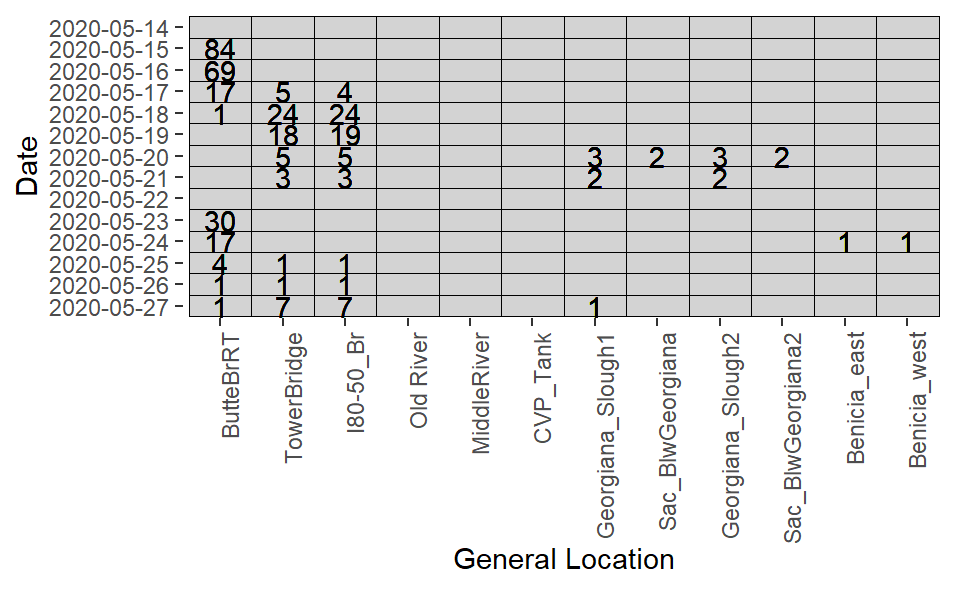 2020-05-14
2020-05-15 84
2020-05-16 69
2020-05-17 17 5 4
2020-05-18 1 24 24
2020-05-19 18 19
2020-05-20 5 5 3 2 3 2
2020-05-21 3 3 2 2
2020-05-22
2020-05-23 30
2020-05-24 17 1 1
2020-05-25 4 1 1
2020-05-26 1 1 1
2020-05-27 1 7 7 1
Date
ButteBrRT
TowerBridge
I80-50_Br
Old River
MiddleRiver
CVP_Tank
Georgiana_Slough1
Sac_BlwGeorgiana
Georgiana_Slough2
Sac_BlwGeorgiana2
Benicia_east
Benicia_west
General Location